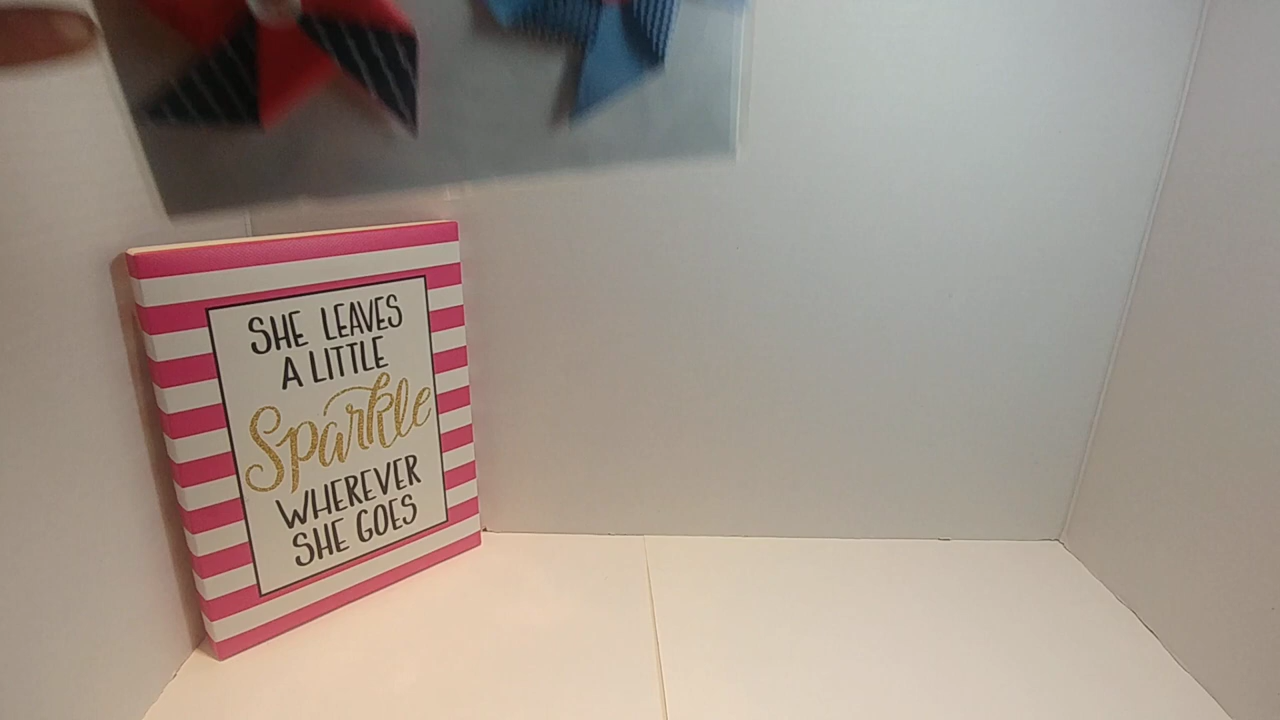 SHE LEAVES
A LITTLE
Sparkle
WHEREVER
SHE GOES